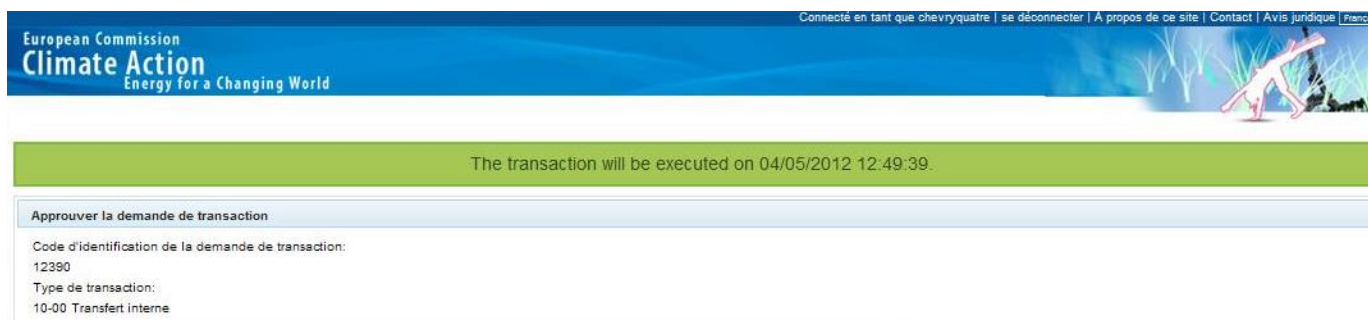 Connecté en tant que chevryquatre | se déconnecter | A propos de ce site | Contact | Avis juridique
European Commission
Climate Action
Energy for a Changing World
The transaction will be executed on 04/05/2012 12:49:39.
Approuver la demande de transaction
Code d'identification de la demande de transaction:
12390
Type de transaction:
10-00 Transfert interne